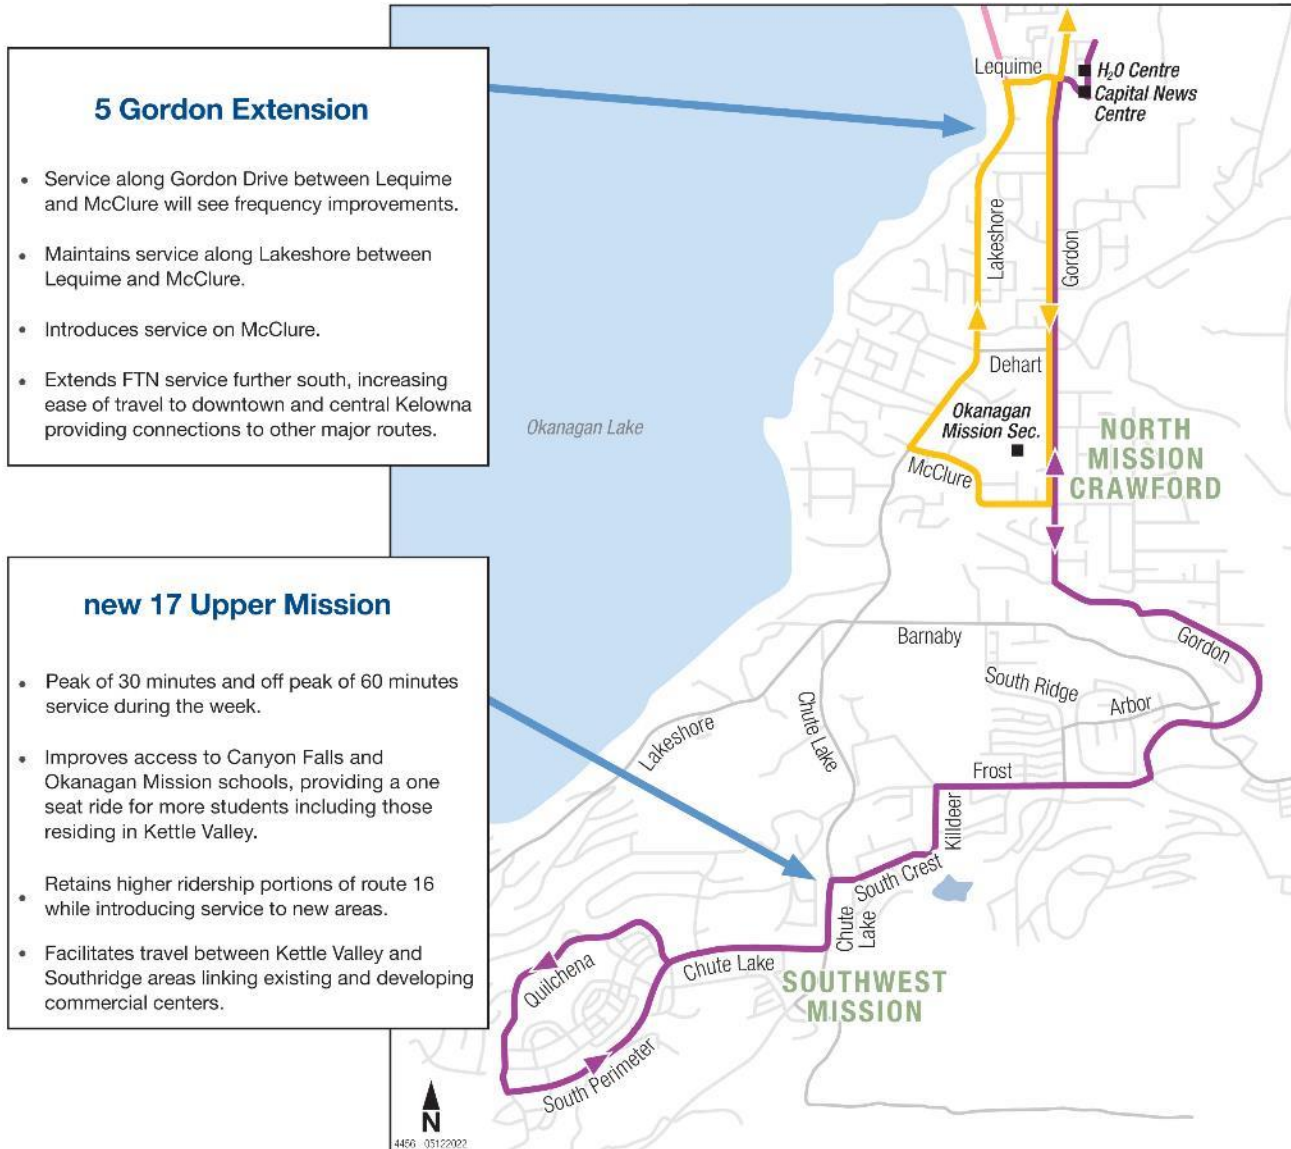 5 Gordon Extension
• Service along Gordon Drive between Lequime
and McClure will see frequency improvements.
• Maintains service along Lakeshore between
Lequime and McClure.
• Introduces service on McClure.
• Extends FTN service further south, increasing
ease of travel to downtown and central Kelowna
providing connections to other major routes.
new 17 Upper Mission
• Peak of 30 minutes and off peak of 60 minutes
service during the week.
• Improves access to Canyon Falls and
Okanagan Mission schools, providing a one
seat ride for more students including those
residing in Kettle Valley.
• Retains higher ridership portions of route 16
while introducing service to new areas.
• Facilitates travel between Kettle Valley and
Southridge areas linking existing and developing
commercial centers.
Lequime
H₂O Centre
Capital News
Centre
Lakeshore
Gordon
Dehart
Okanagan Lake
Okanagan
Mission Sec.
McClure
NORTH
MISSION
CRAWFORD
Barnaby
Gordon
South Ridge
Arbor
Lakeshore
Chute Lake
Frost
Killdeer
South Crest
Chute
Lake
Chute Lake
Quilchena
SOUTHWEST
MISSION
South Perimeter
N
4456 05122022